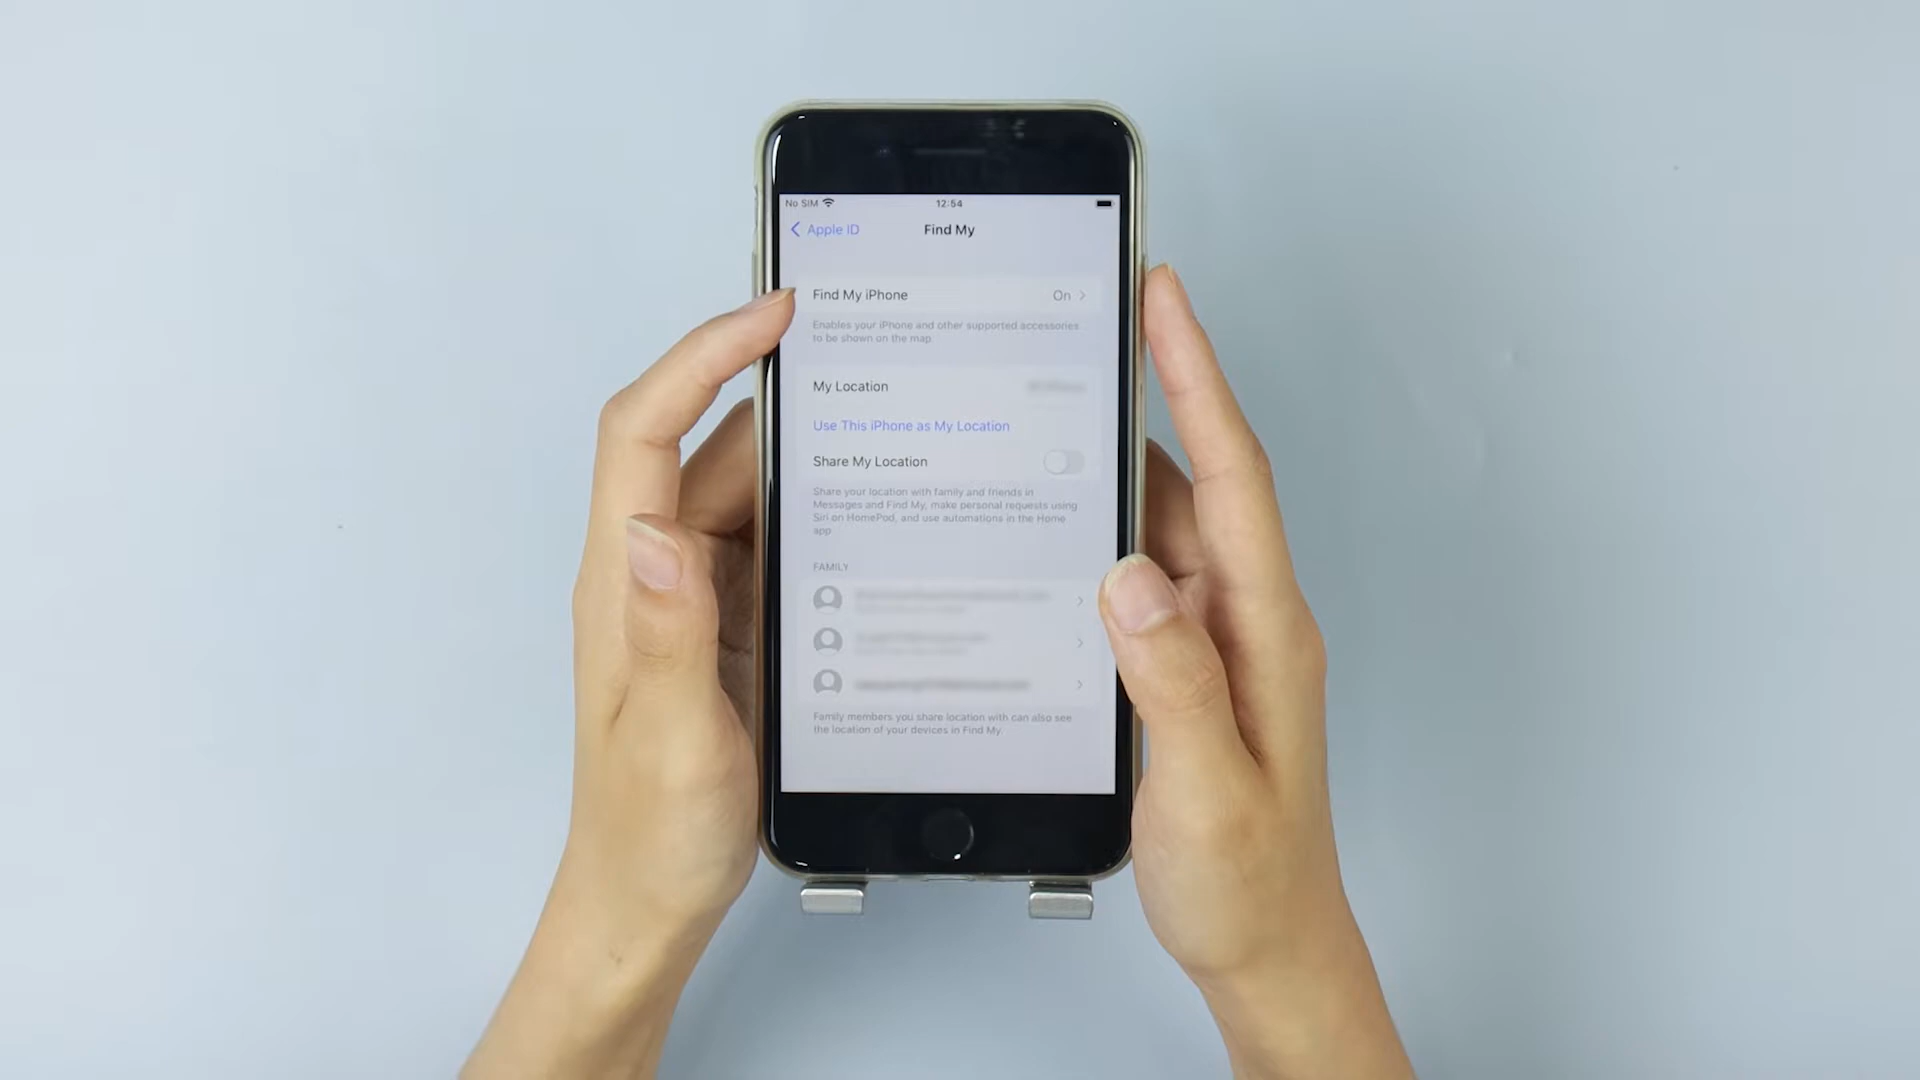 No SIM
12:54
Apple ID
Find My
Find My iPhone
On
Enables your iPhone and other supported accessories
to be shown on the map.
My Location
Use This iPhone as My Location
Share My Location
Share your location with family and friends in
Messages and Find My, make personal requests using
Siri on HomePod, and use automations in the Home
app
FAMILY
Family members you share location with can also see
the location of your devices in Find My.